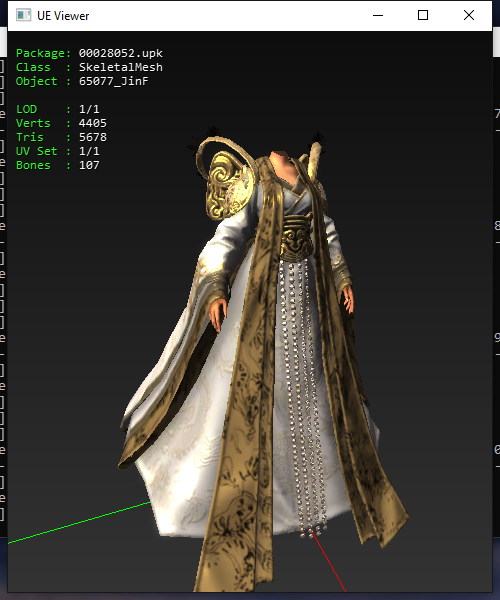 UE Viewer
Package: 00028052.upk
Class : SkeletalMesh
Object : 65077_JinF
LOD : 1/1
Verts : 4405
Tris : 5678
UV Set : 1/1
Bones : 107